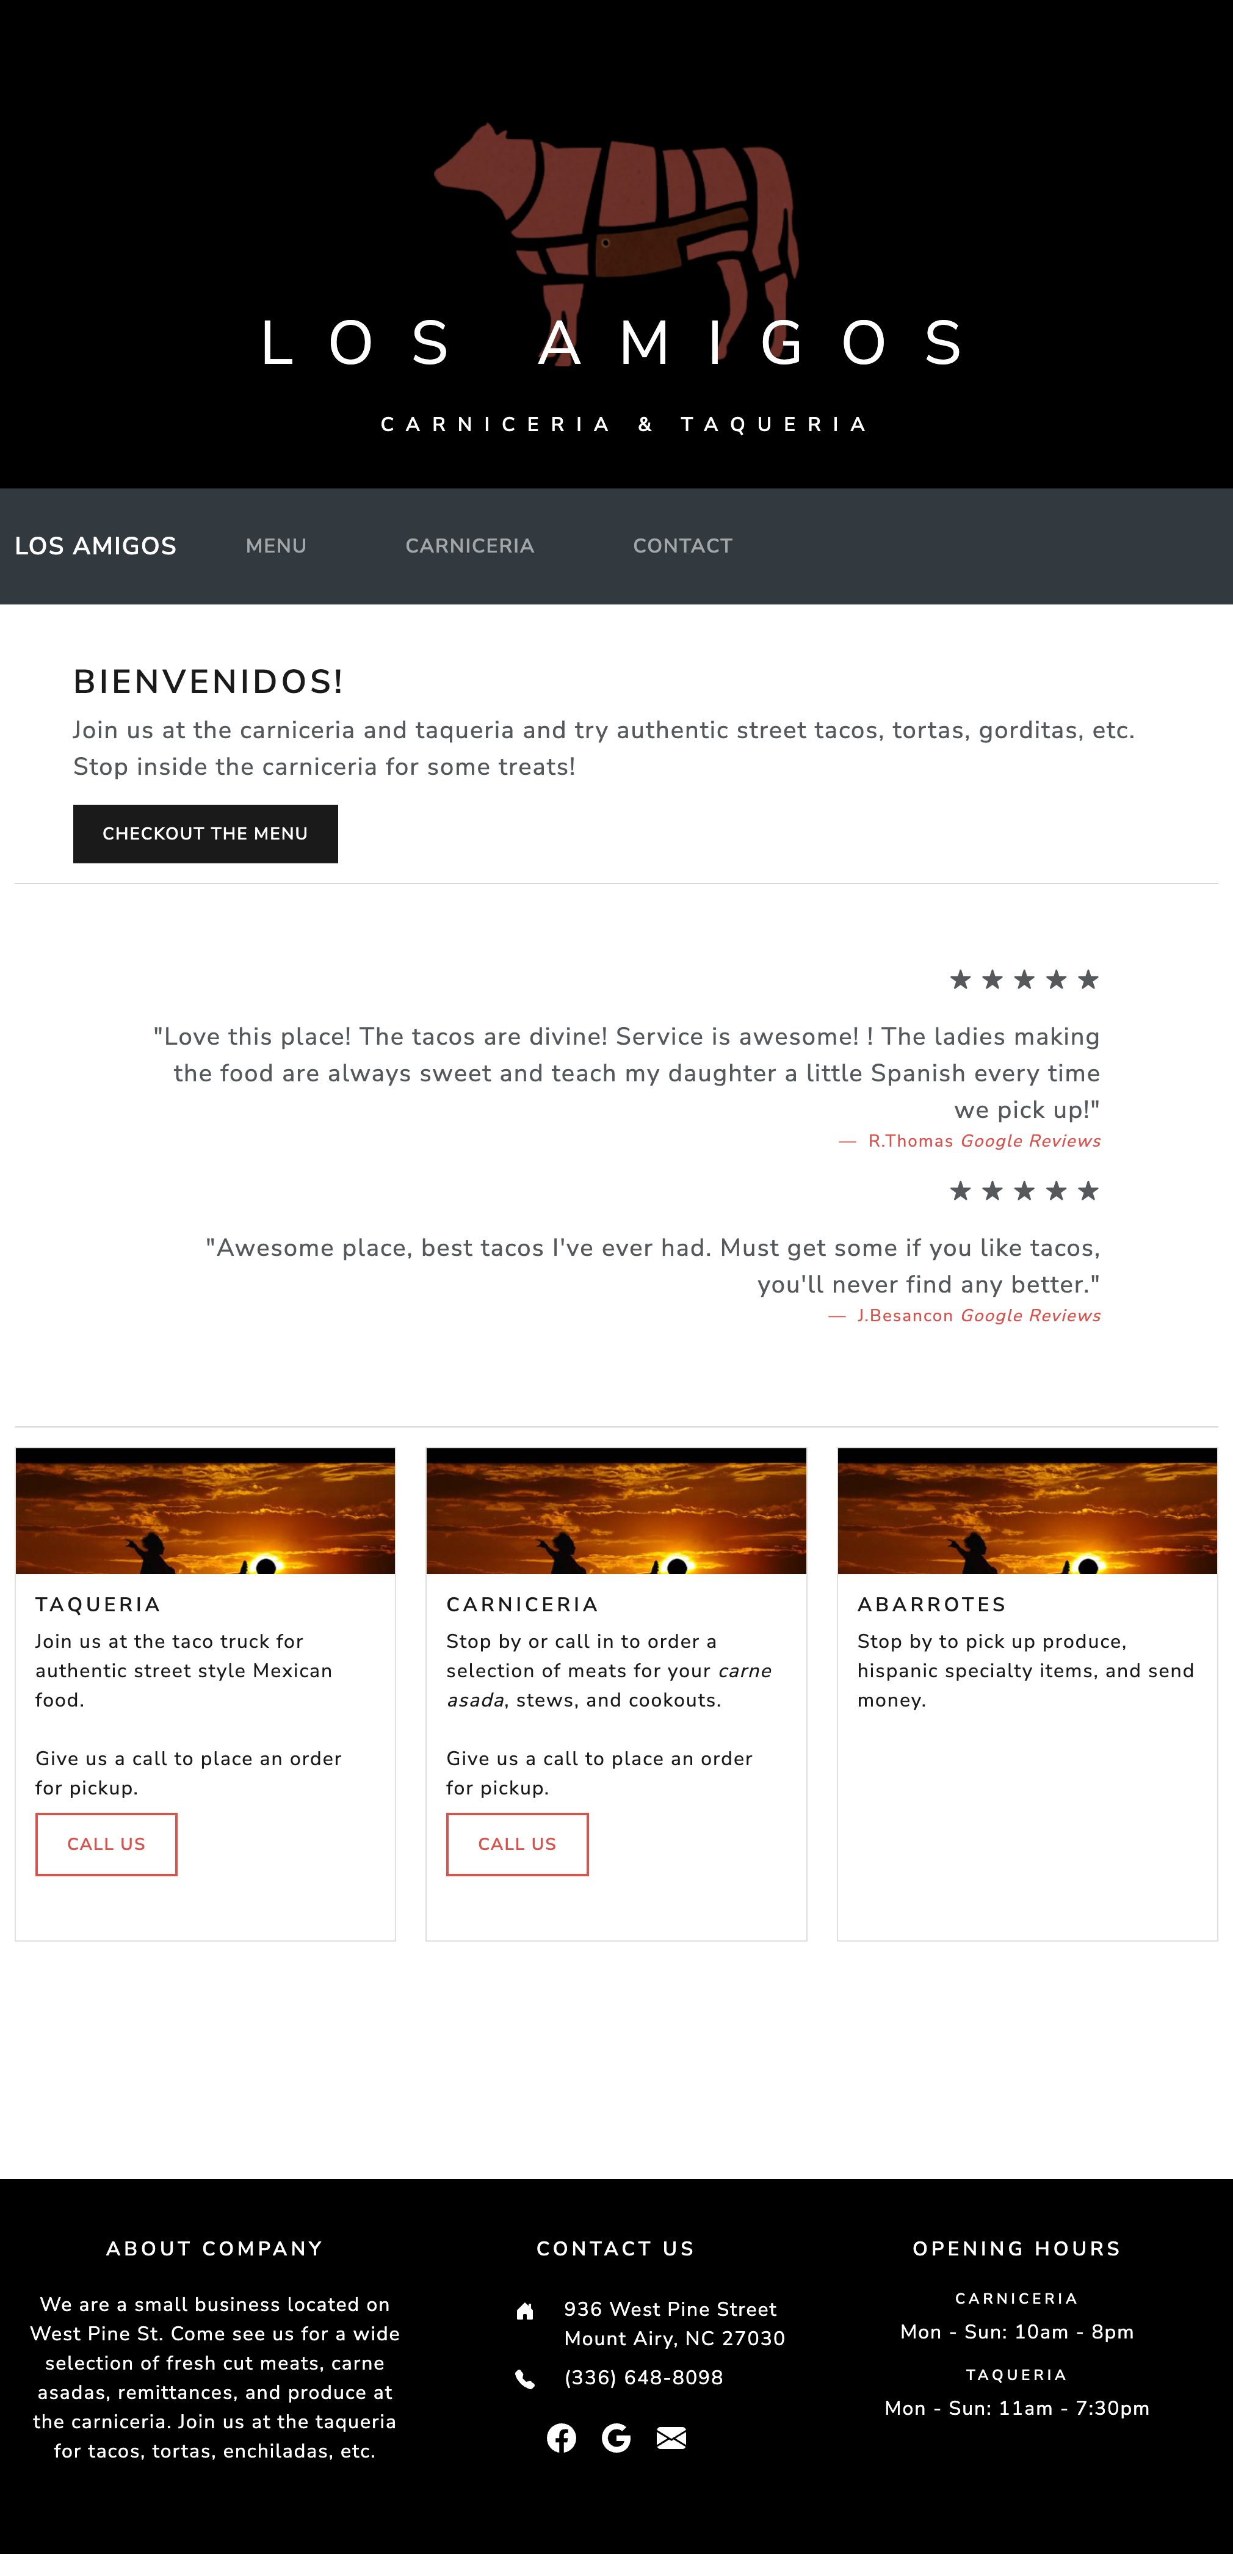 LOS AMIGOS
CARNICERIA & TAQUERIA
LOS AMIGOS MENU CARNICERIA CONTACT
BIENVENIDOS!
Join us at the carniceria and taqueria and try authentic street tacos, tortas, gorditas, etc.
Stop inside the carniceria for some treats!
CHECKOUT THE MENU
★ ★ ★ ★ ★
"Love this place! The tacos are divine! Service is awesome! ! The ladies making
the food are always sweet and teach my daughter a little Spanish every time
we pick up!"
— R.Thomas Google Reviews
★ ★ ★ ★ ★
"Awesome place, best tacos I've ever had. Must get some if you like tacos,
you'll never find any better."
— J.Besancon Google Reviews
TAQUERIA
Join us at the taco truck for
authentic street style Mexican
food.
Give us a call to place an order
for pickup.
CALL US
CARNICERIA
Stop by or call in to order a
selection of meats for your carne
asada, stews, and cookouts.
Give us a call to place an order
for pickup.
CALL US
ABARROTES
Stop by to pick up produce,
hispanic specialty items, and send
money.
ABOUT COMPANY
We are a small business located on
West Pine St. Come see us for a wide
selection of fresh cut meats, carne
asadas, remittances, and produce at
the carniceria. Join us at the taqueria
for tacos, tortas, enchiladas, etc.
CONTACT US
936 West Pine Street
Mount Airy, NC 27030
(336) 648-8098
OPENING HOURS
CARNICERIA
Mon - Sun: 10am - 8pm
TAQUERIA
Mon - Sun: 11am - 7:30pm